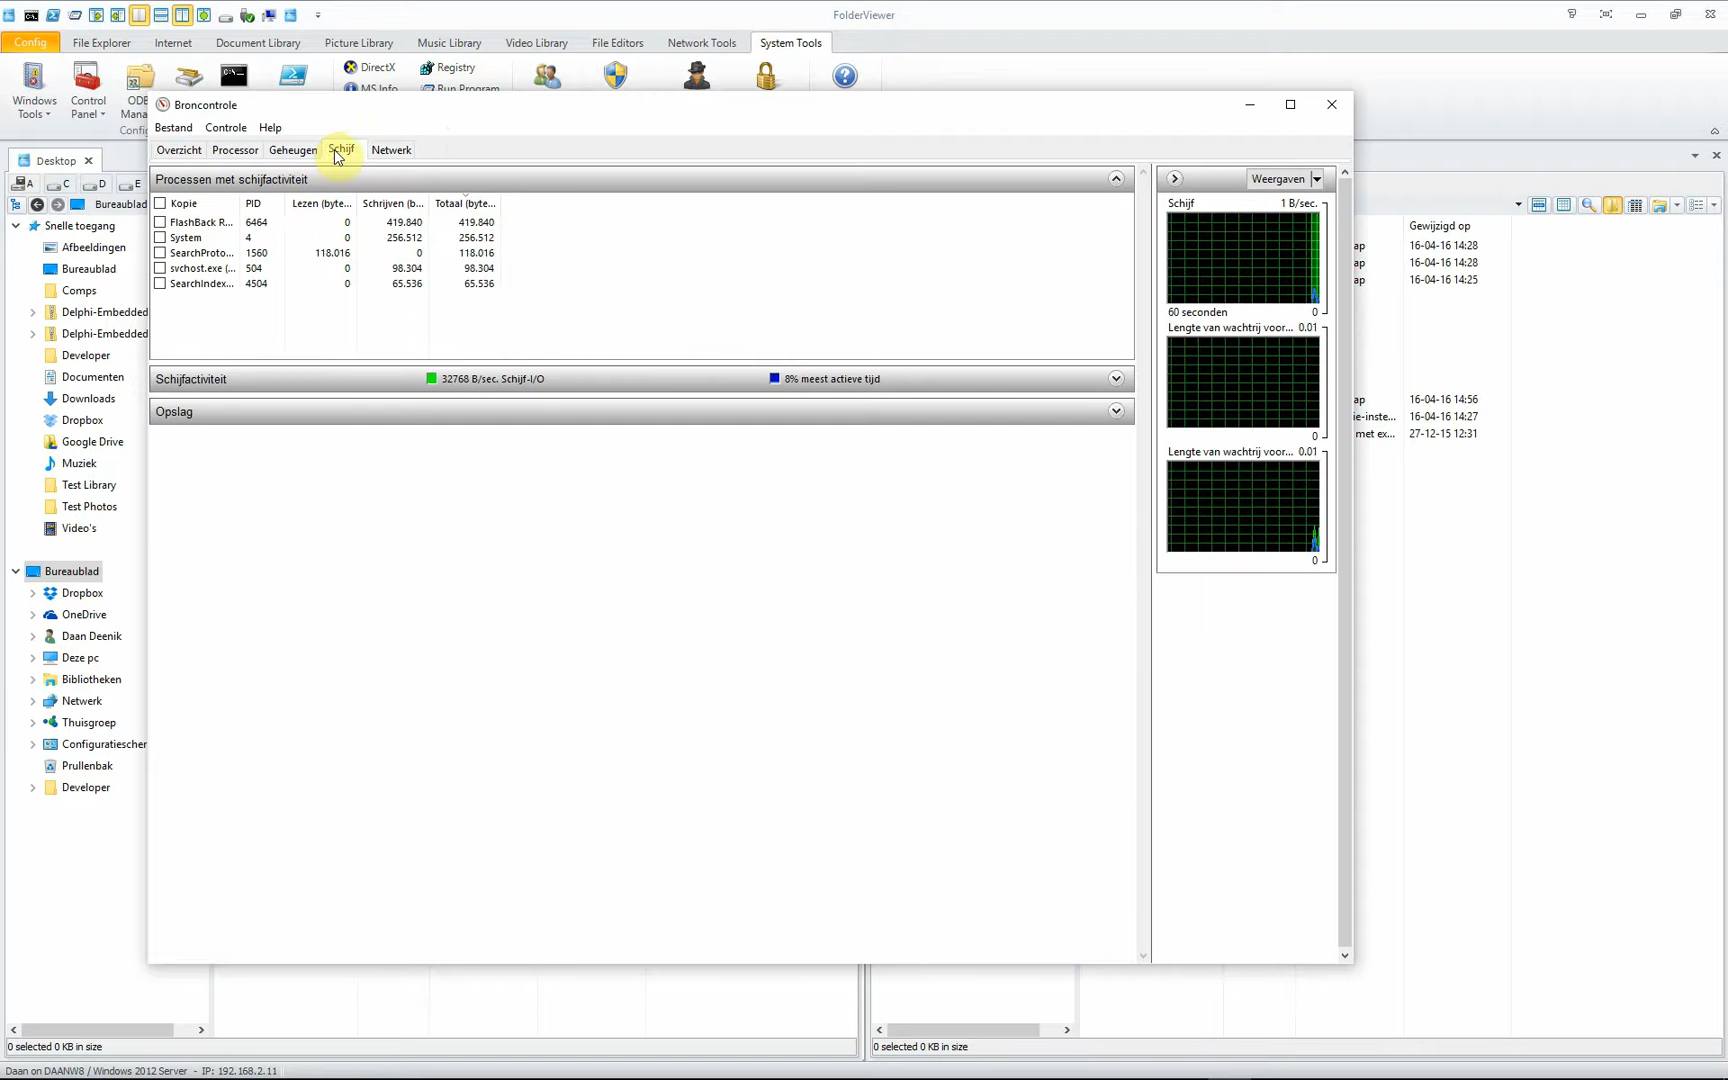 FolderViewer
Config File Explorer Internet Document Library Picture Library Music Library Video Library File Editors Network Tools System Tools
DirectX Registry
Windows Tools
Control Panel
MS Info Run Program
Broncontrole
Bestand Controle Help
Overzicht Processor Geheugen Schijf Netwerk
Desktop
A C D E
Bureaublad
Processen met schijfactiviteit
Kopie PID Lezen (byte... Schrijven (b... Totaal (byte...
FlashBack R... 6464 0 419.840 419.840
System 4 0 256.512 256.512
SearchProto... 1560 118.016 0 118.016
svchost.exe (... 504 0 98.304 98.304
SearchIndex... 4504 0 65.536 65.536
Schijfactiviteit 32768 B/sec. Schijf-I/O 8% meest actieve tijd
Opslag
Weergaven
Schijf 1 B/sec.
60 seconden 0
Lengte van wachtrij voor... 0.01
0
Lengte van wachtrij voor... 0.01
0
Gewijzigd op
ap 16-04-16 14:28
ap 16-04-16 14:28
ap 16-04-16 14:25
ap 16-04-16 14:56
ie-inste... 16-04-16 14:27
met ex... 27-12-15 12:31
Snelle toegang
Afbeeldingen
Bureaublad
Comps
Delphi-Embedded
Delphi-Embedded
Developer
Documenten
Downloads
Dropbox
Google Drive
Muziek
Test Library
Test Photos
Video's
Bureaublad
Dropbox
OneDrive
Daan Deenik
Deze pc
Bibliotheken
Netwerk
Thuisgroep
Configuratiescher
Prullenbak
Developer
0 selected 0 KB in size 0 selected 0 KB in size
Daan on DAANW8 / Windows 2012 Server - IP: 192.168.2.11